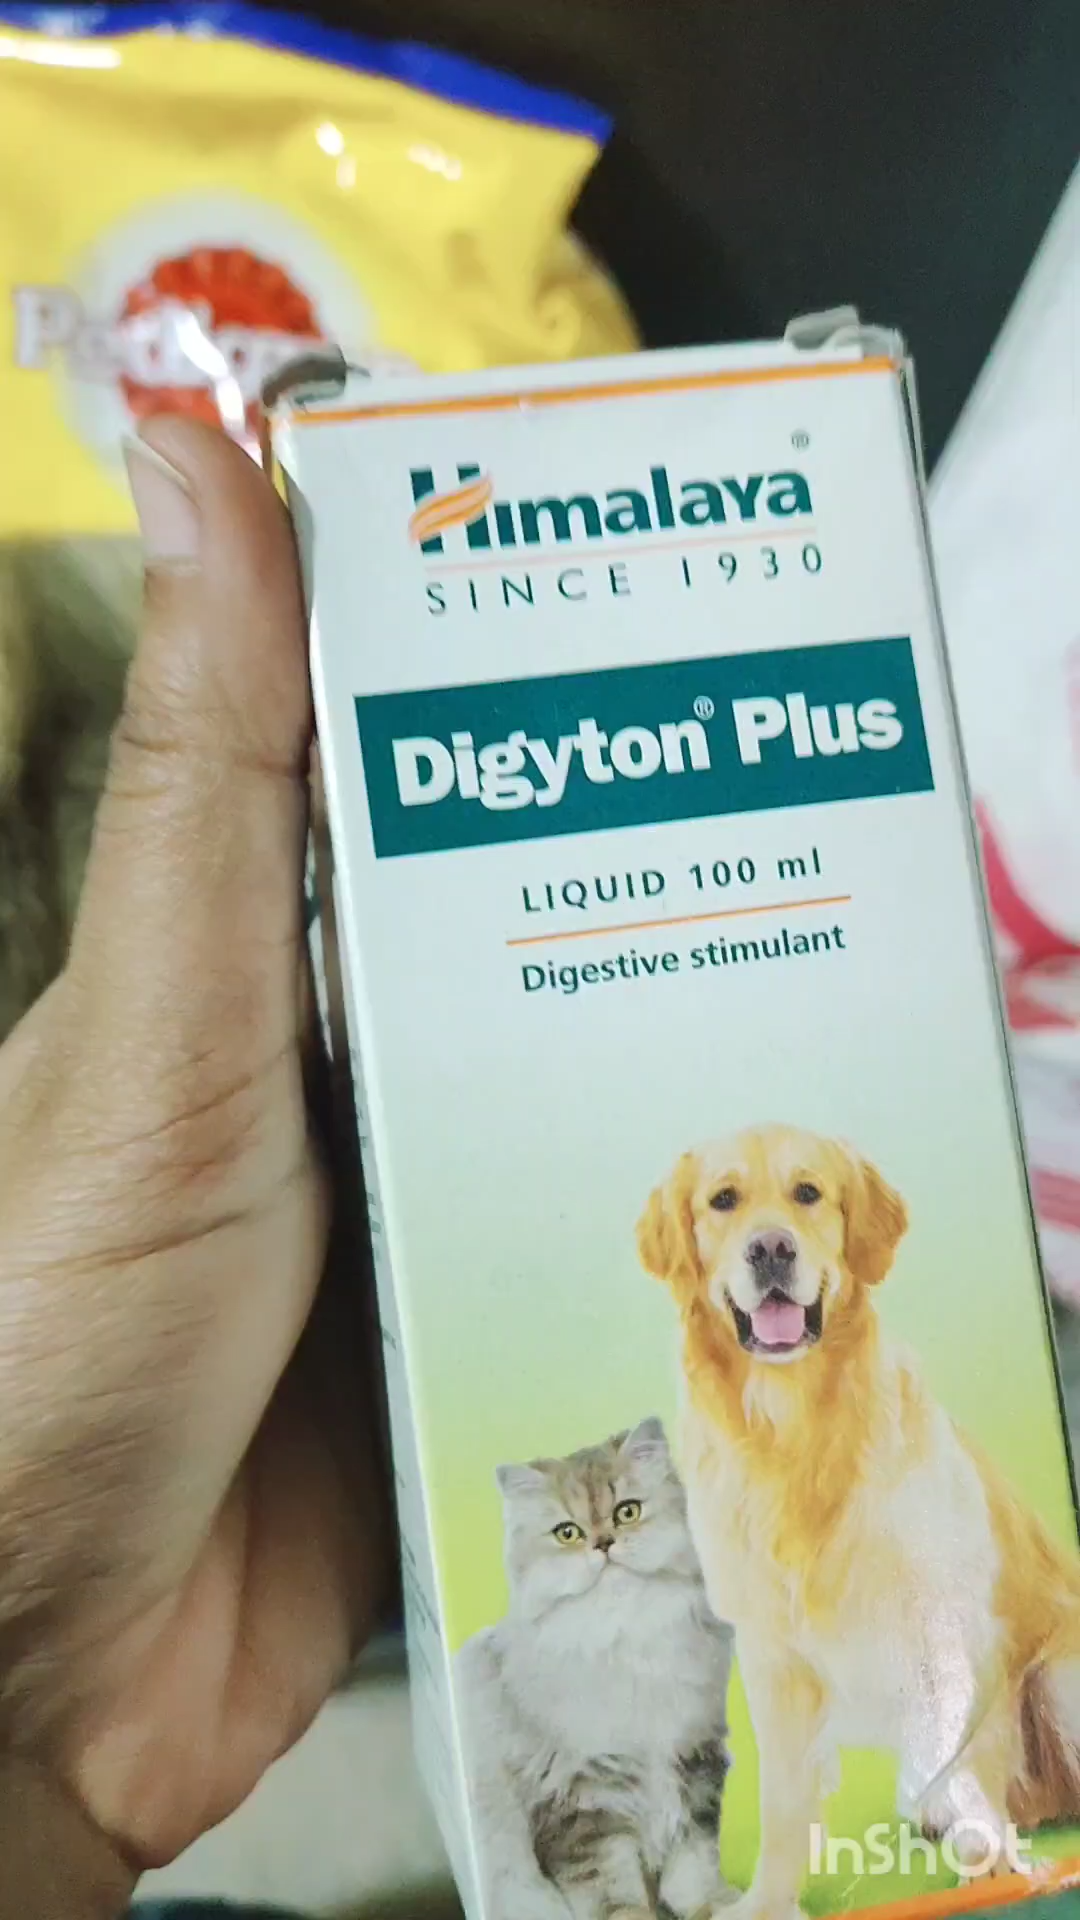 Himalaya
SINCE 1930
Digyton® Plus
LIQUID 100 ml
Digestive stimulant
InShOt